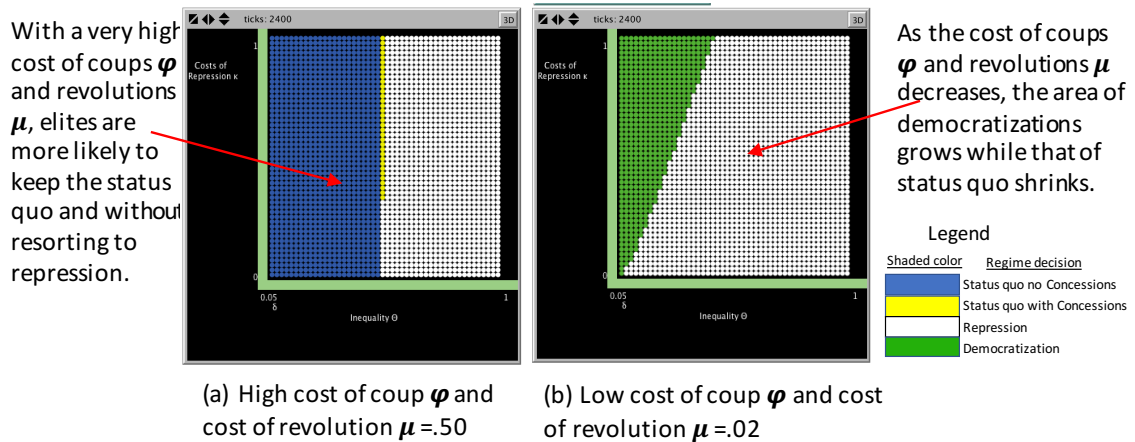 With a very high
cost of coups φ
and revolutions
μ, elites are
more likely to
keep the status
quo and without
resorting to
repression.
ticks: 2400
3D
1
Costs of
Repression κ
0
0.05
δ
1
Inequality Θ
(a) High cost of coup φ and
cost of revolution μ =.50
ticks: 2400
3D
1
Costs of
Repression κ
0
0.05
δ
1
Inequality Θ
(b) Low cost of coup φ and cost
of revolution μ =.02
As the cost of coups
φ and revolutions μ
decreases, the area of
democratizations
grows while that of
status quo shrinks.
Legend
Shaded color Regime decision
Status quo no Concessions
Status quo with Concessions
Repression
Democratization